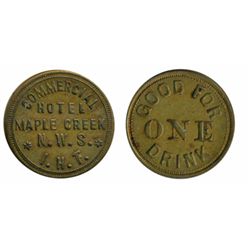 COMMERCIAL
HOTEL
MAPLE CREEK
N.W.S.
I.H.T.
GOOD FOR
ONE
DRINK